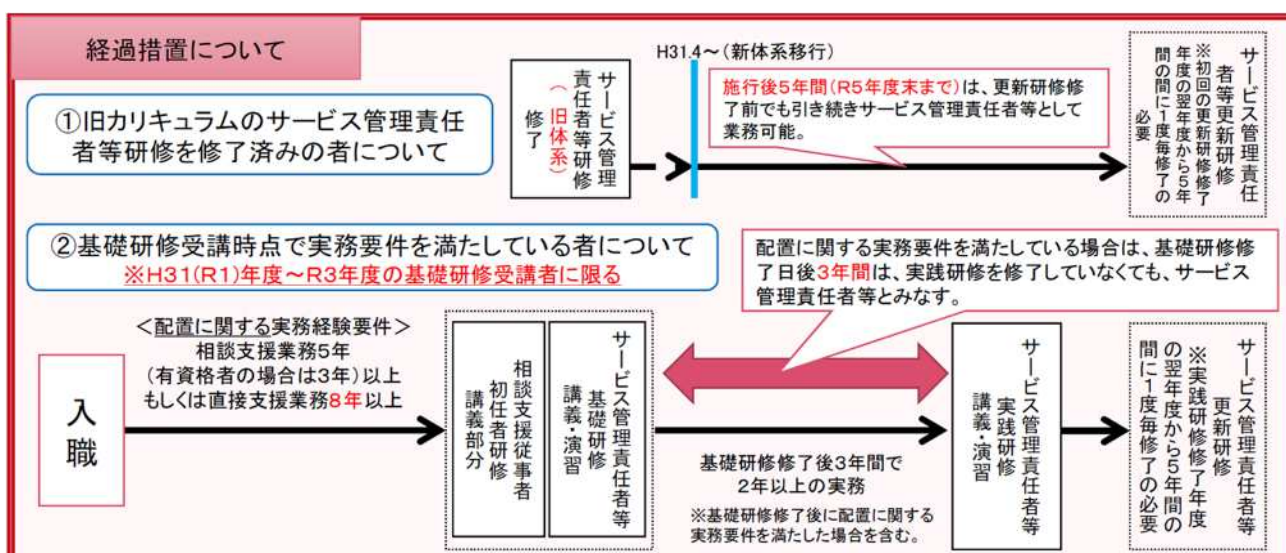 経過措置について
H31.4～(新体系移行)
①旧カリキュラムのサービス管理責任
者等研修を修了済みの者について
サービス管理
責任者等研修
(旧体系)
修了
施行後5年間(R5年度末まで)は、更新研修修
了前でも引き続きサービス管理責任者等として
業務可能。
サービス管理責任
者等更新研修
※初回の更新研修修了
年度の翌年度から5年
間の間に1度毎修了の
必要
②基礎研修受講時点で実務要件を満たしている者について
※H31(R1)年度～R3年度の基礎研修受講者に限る
配置に関する実務要件を満たしている場合は、基礎研修修
了日後3年間は、実践研修を修了していなくても、サービス
管理責任者等とみなす。
入職
＜配置に関する実務経験要件＞
相談支援業務5年
(有資格者の場合は3年)以上
もしくは直接支援業務8年以上
相談支援従事者
初任者研修
講義部分
サービス管理責任者等
基礎研修
講義・演習
基礎研修修了後3年間で
2年以上の実務
※基礎研修修了後に配置に関する
実務要件を満たした場合を含む。
サービス管理責任者等
実践研修
講義・演習
サービス管理責任者等
更新研修
※実践研修修了年度
の翌年度から5年間の
間に1度毎修了の必要